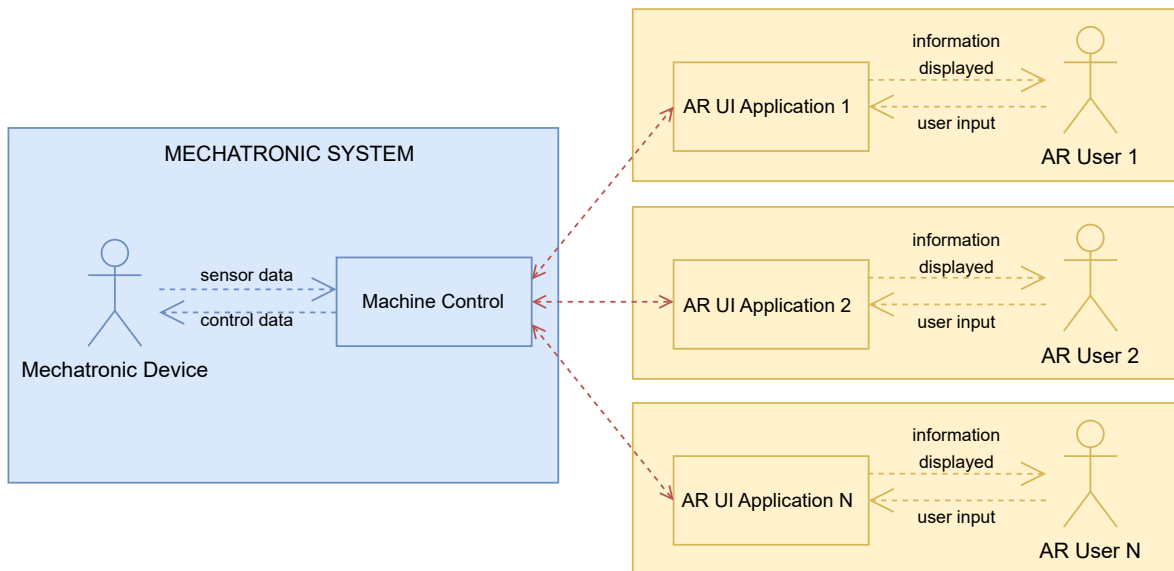 MECHATRONIC SYSTEM
sensor data
control data
Mechatronic Device
Machine Control
information
displayed
AR UI Application 1
user input
AR User 1
information
displayed
AR UI Application 2
user input
AR User 2
information
displayed
AR UI Application N
user input
AR User N